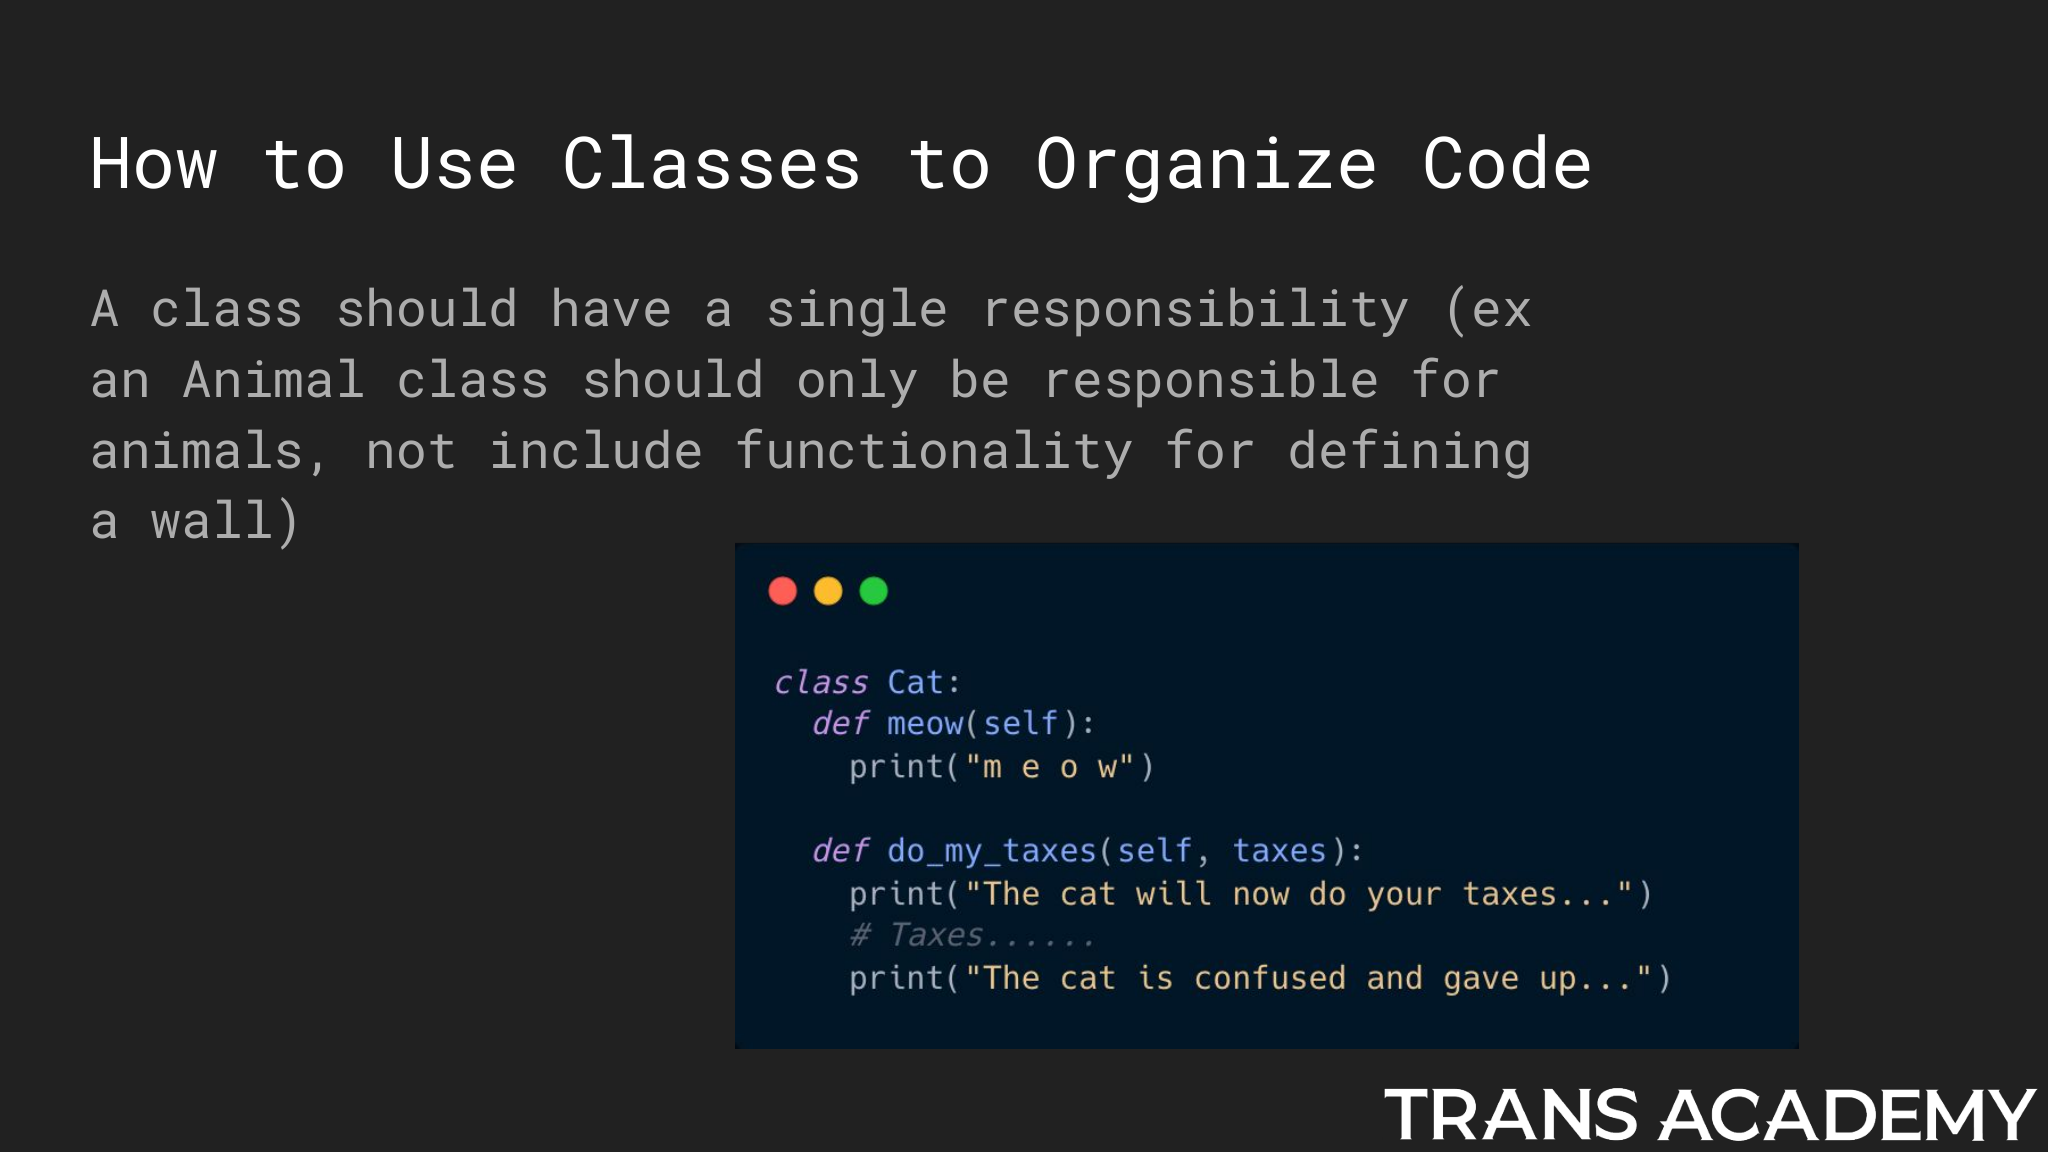 How to Use Classes to Organize Code
A class should have a single responsibility (ex
an Animal class should only be responsible for
animals, not include functionality for defining
a wall)
class Cat:
  def meow(self):
    print("m e o w")

  def do_my_taxes(self, taxes):
    print("The cat will now do your taxes...")
    # Taxes......
    print("The cat is confused and gave up...")
TRANS ACADEMY